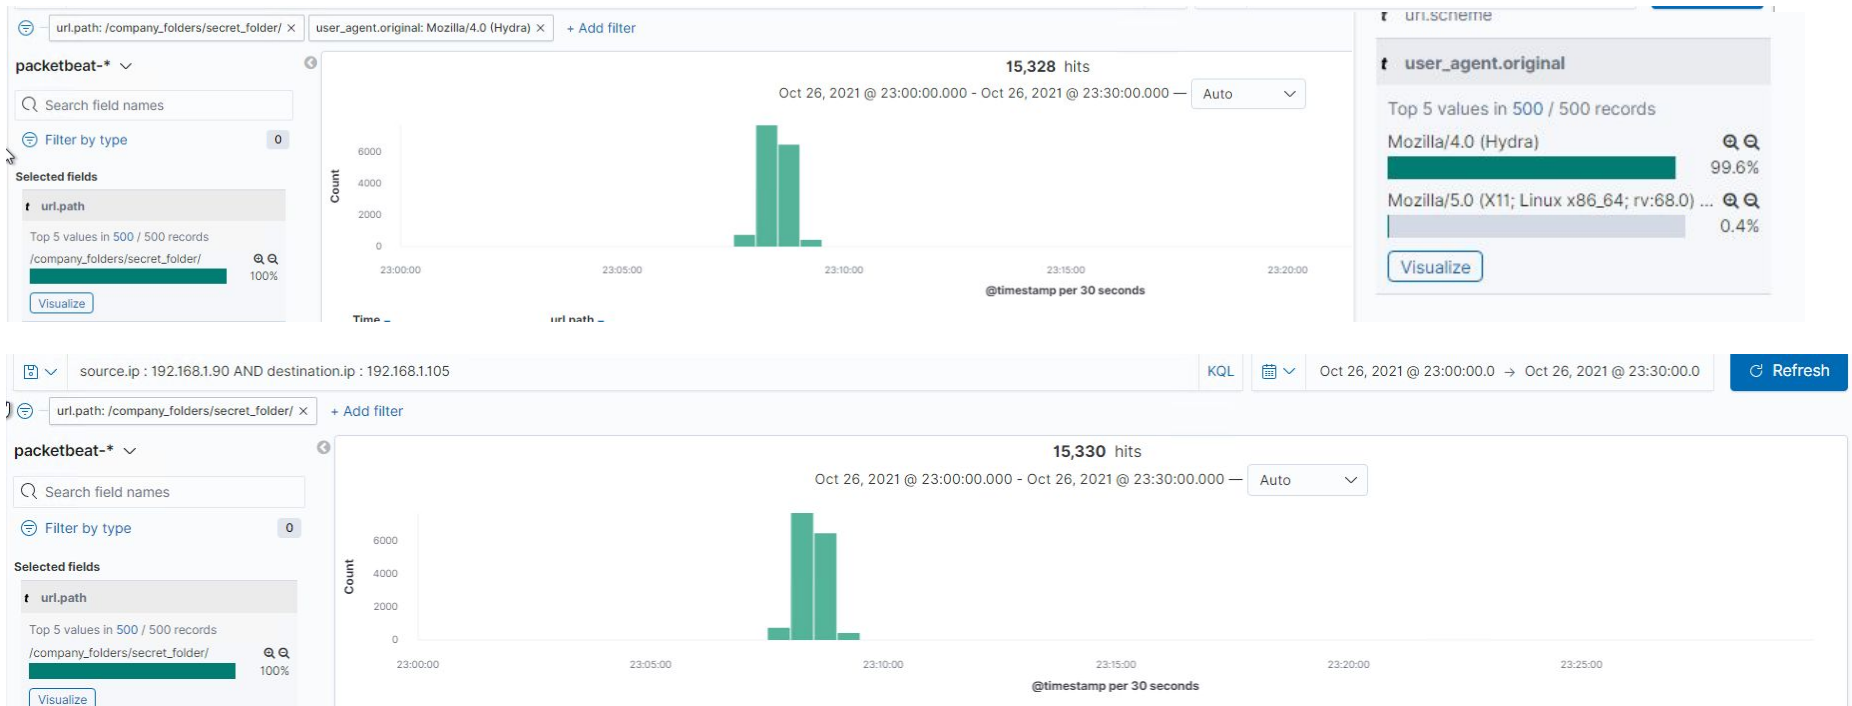 url.path: /company_folders/secret_folder/ ×
user_agent.original: Mozilla/4.0 (Hydra) ×
+ Add filter
packetbeat-*
Search field names
Filter by type 0
Selected fields
t url.path
Top 5 values in 500 / 500 records
/company_folders/secret_folder/
100%
Visualize
15,328 hits
Oct 26, 2021 @ 23:00:00.000 - Oct 26, 2021 @ 23:30:00.000 — Auto
Count
6000
4000
2000
0
23:00:00 23:05:00 23:10:00 23:15:00 23:20:00
@timestamp per 30 seconds
Time url.path
t url.scheme
t user_agent.original
Top 5 values in 500 / 500 records
Mozilla/4.0 (Hydra)
99.6%
Mozilla/5.0 (X11; Linux x86_64; rv:68.0) ...
0.4%
Visualize
source.ip : 192.168.1.90 AND destination.ip : 192.168.1.105
KQL
Oct 26, 2021 @ 23:00:00.0 → Oct 26, 2021 @ 23:30:00.0
Refresh
url.path: /company_folders/secret_folder/ ×
+ Add filter
packetbeat-*
Search field names
Filter by type 0
Selected fields
t url.path
Top 5 values in 500 / 500 records
/company_folders/secret_folder/
100%
Visualize
15,330 hits
Oct 26, 2021 @ 23:00:00.000 - Oct 26, 2021 @ 23:30:00.000 — Auto
Count
6000
4000
2000
0
23:00:00 23:05:00 23:10:00 23:15:00 23:20:00 23:25:00
@timestamp per 30 seconds